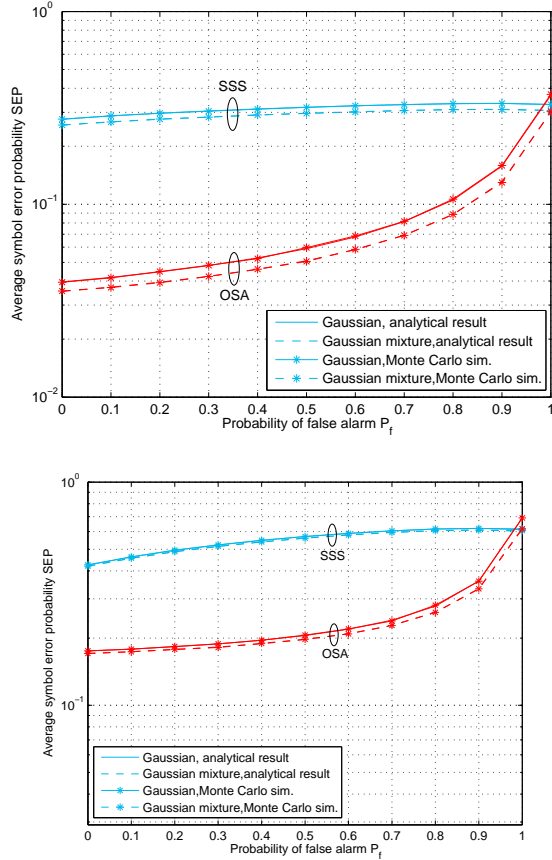 10^0
10^-1
10^-2
Average symbol error probability SEP
SSS
OSA
Gaussian, analytical result
Gaussian mixture,analytical result
Gaussian,Monte Carlo sim.
Gaussian mixture,Monte Carlo sim.
0 0.1 0.2 0.3 0.4 0.5 0.6 0.7 0.8 0.9 1
Probability of false alarm P_f
10^0
10^-1
Average symbol error probability SEP
SSS
OSA
Gaussian, analytical result
Gaussian mixture,analytical result
Gaussian,Monte Carlo sim.
Gaussian mixture,Monte Carlo sim.
0 0.1 0.2 0.3 0.4 0.5 0.6 0.7 0.8 0.9 1
Probability of false alarm P_f